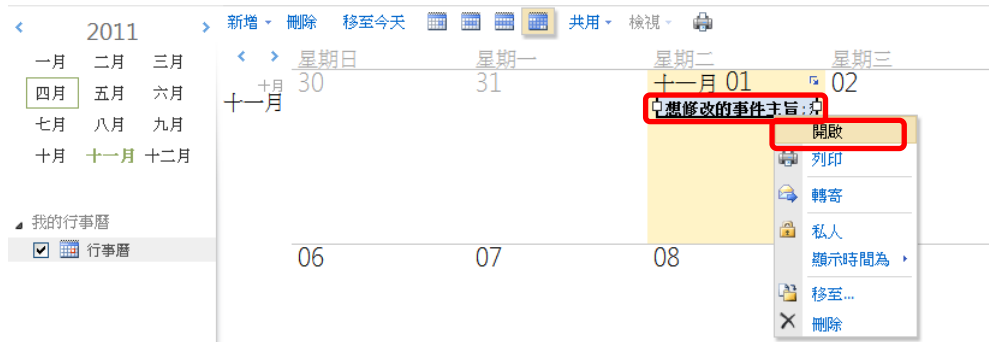 2011
一月 二月 三月
四月 五月 六月
七月 八月 九月
十月 十一月 十二月
我的行事曆
行事曆
新增 刪除 移至今天 共用 檢視
星期日 星期一 星期二 星期三
十月 30 31 十一月 01 02
十一月
想修改的事件主旨;
開啟
列印
轉寄
私人
顯示時間為
移至...
刪除
06 07 08